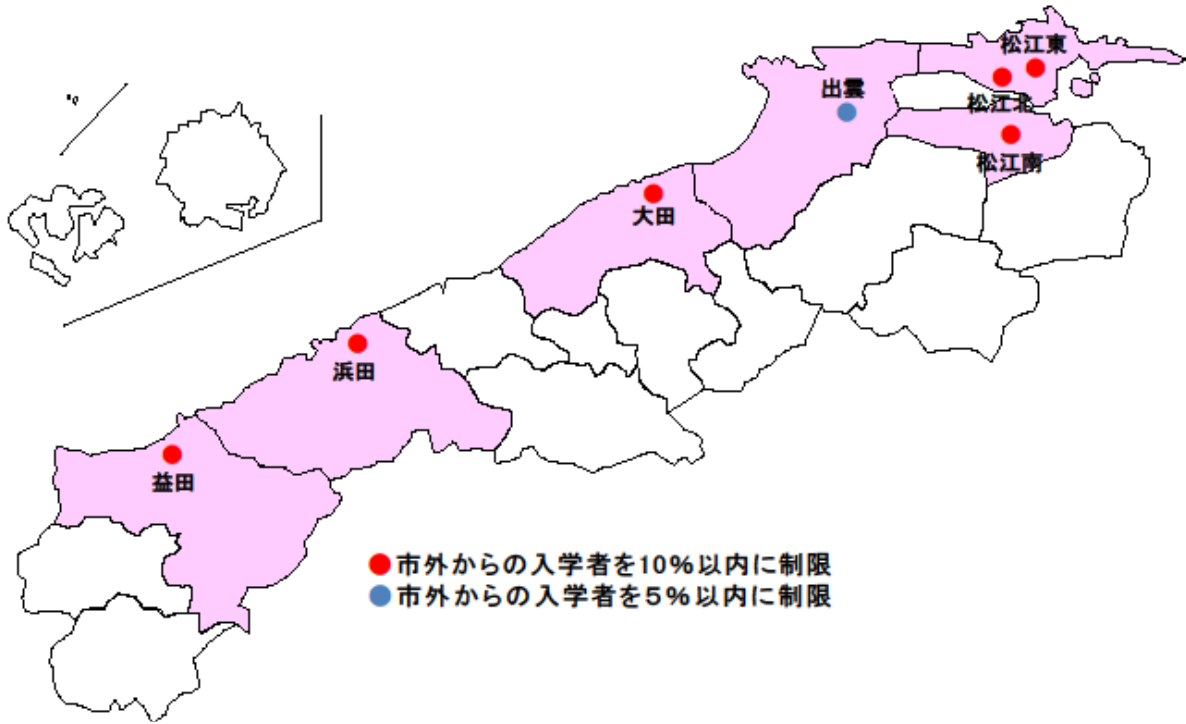 松江東
出雲
松江北
松江南
大田
浜田
益田
●市外からの入学者を10%以内に制限
●市外からの入学者を5%以内に制限